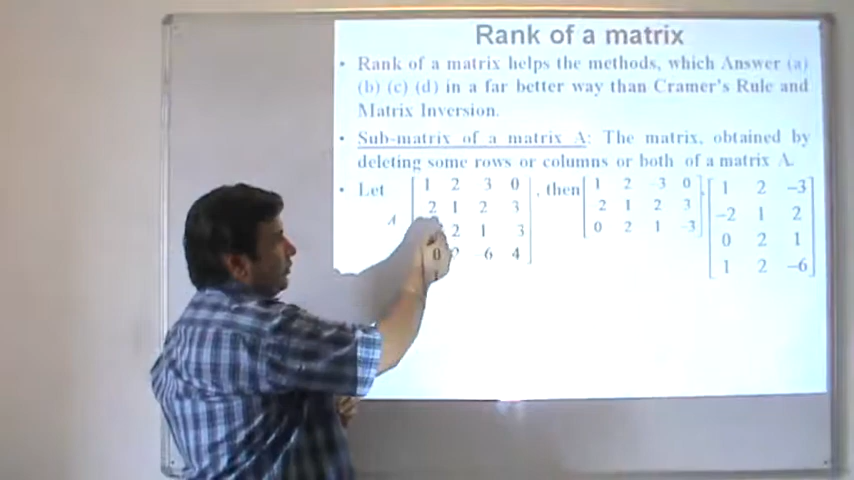 Rank of a matrix
• Rank of a matrix helps the methods, which Answer (a)
(b) (c) (d) in a far better way than Cramer's Rule and
Matrix Inversion.
• Sub-matrix of a matrix A: The matrix, obtained by
deleting some rows or columns or both of a matrix A.
• Let 1 2 3 0 , then 1 2 -3 0 , 1 2 -3
2 1 2 3 2 1 2 3 -2 1 2
A 2 1 3 0 2 1 -3 0 2 1
0 2 6 4 1 2 -6